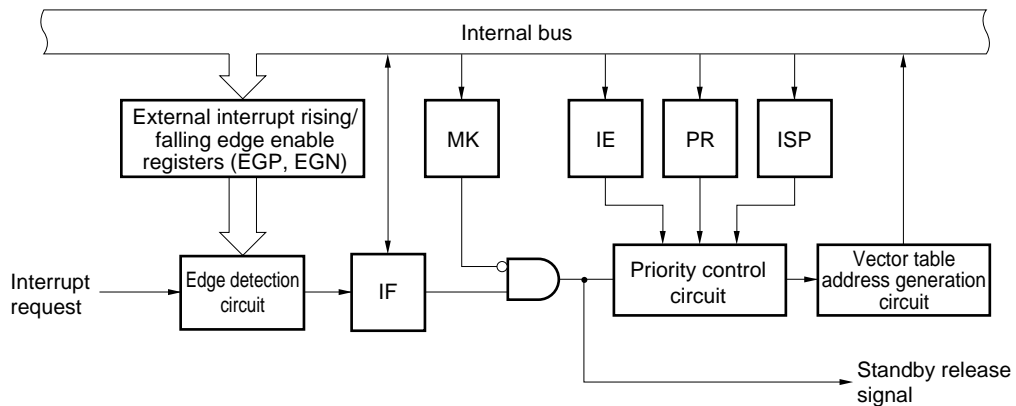 Internal bus
External interrupt rising/
falling edge enable
registers (EGP, EGN)
MK
IE
PR
ISP
Interrupt
request
Edge detection
circuit
IF
Priority control
circuit
Vector table
address generation
circuit
Standby release
signal